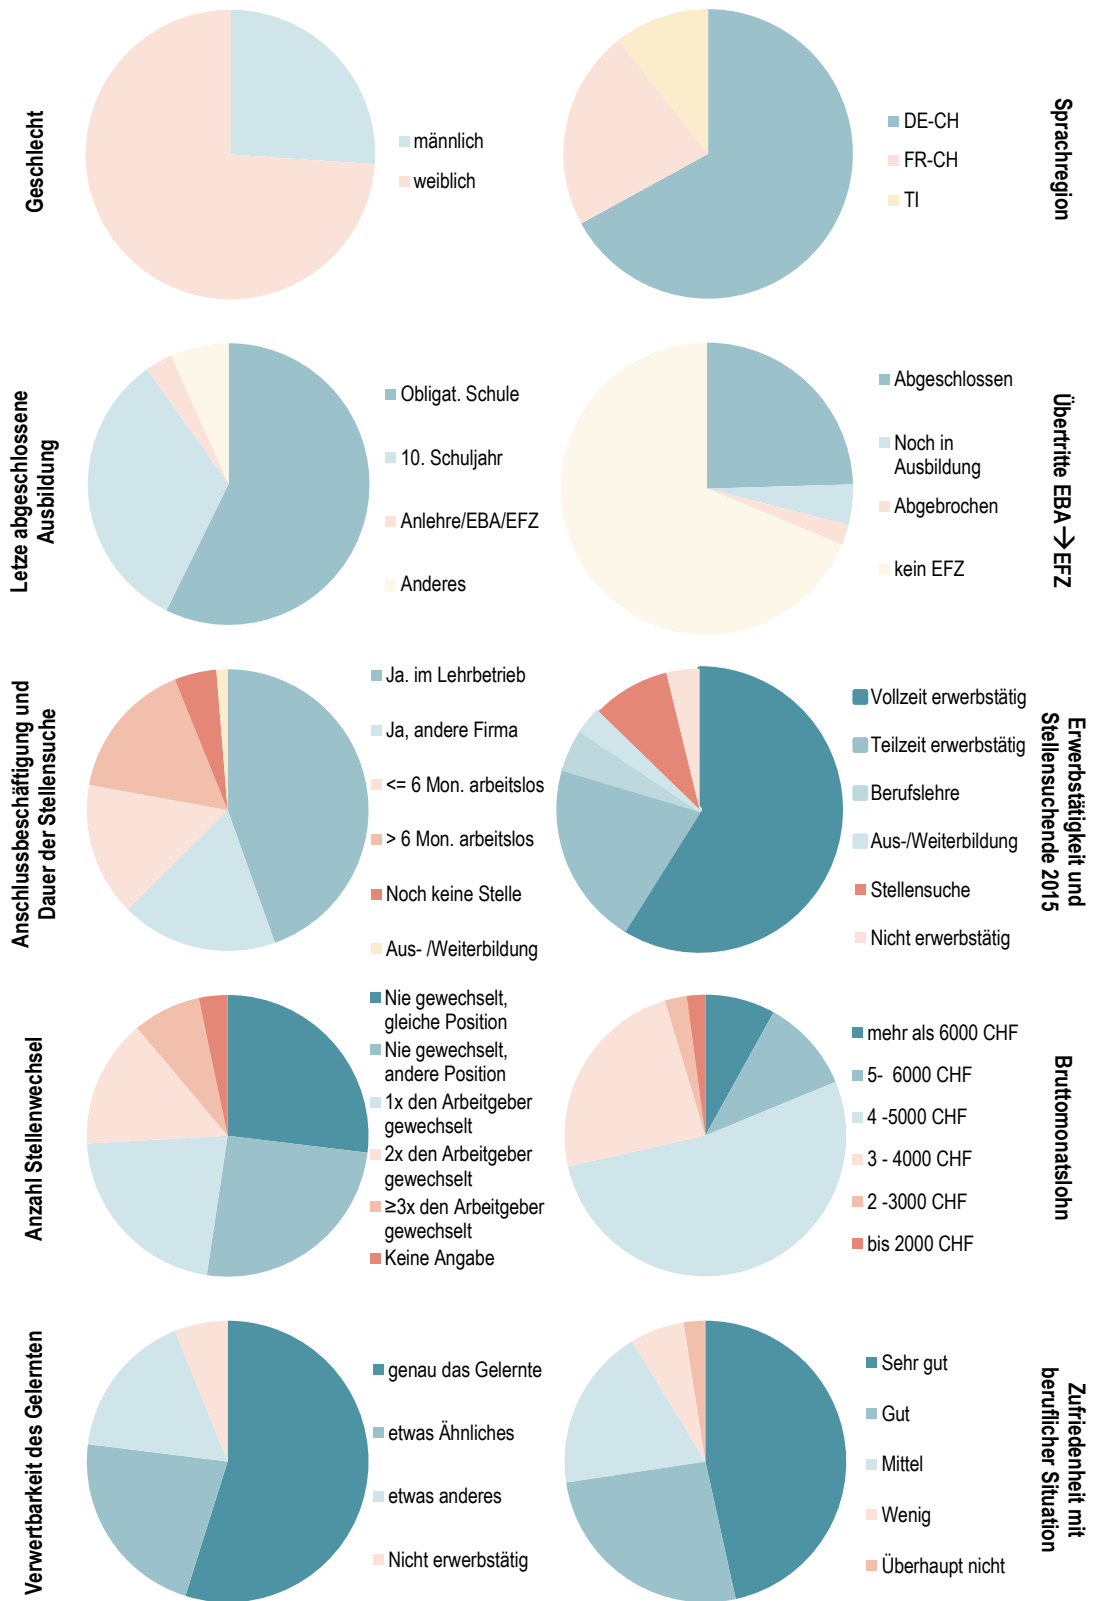 Geschlecht
männlich
weiblich
DE-CH
FR-CH
TI
Sprachregion
Letze abgeschlossene
Ausbildung
Obligat. Schule
10. Schuljahr
Anlehre/EBA/EFZ
Anderes
Abgeschlossen
Noch in
Ausbildung
Abgebrochen
kein EFZ
Übertritte EBA→EFZ
Anschlussbeschäftigung und
Dauer der Stellensuche
Ja. im Lehrbetrieb
Ja, andere Firma
<= 6 Mon. arbeitslos
> 6 Mon. arbeitslos
Noch keine Stelle
Aus- /Weiterbildung
Vollzeit erwerbstätig
Teilzeit erwerbstätig
Berufslehre
Aus-/Weiterbildung
Stellensuche
Nicht erwerbstätig
Erwerbstätigkeit und
Stellensuchende 2015
Anzahl Stellenwechsel
Nie gewechselt,
gleiche Position
Nie gewechselt,
andere Position
1x den Arbeitgeber
gewechselt
2x den Arbeitgeber
gewechselt
≥3x den Arbeitgeber
gewechselt
Keine Angabe
mehr als 6000 CHF
5- 6000 CHF
4 -5000 CHF
3 - 4000 CHF
2 -3000 CHF
bis 2000 CHF
Bruttomonatslohn
Verwertbarkeit des Gelernten
genau das Gelernte
etwas Ähnliches
etwas anderes
Nicht erwerbstätig
Sehr gut
Gut
Mittel
Wenig
Überhaupt nicht
Zufriedenheit mit
beruflicher Situation